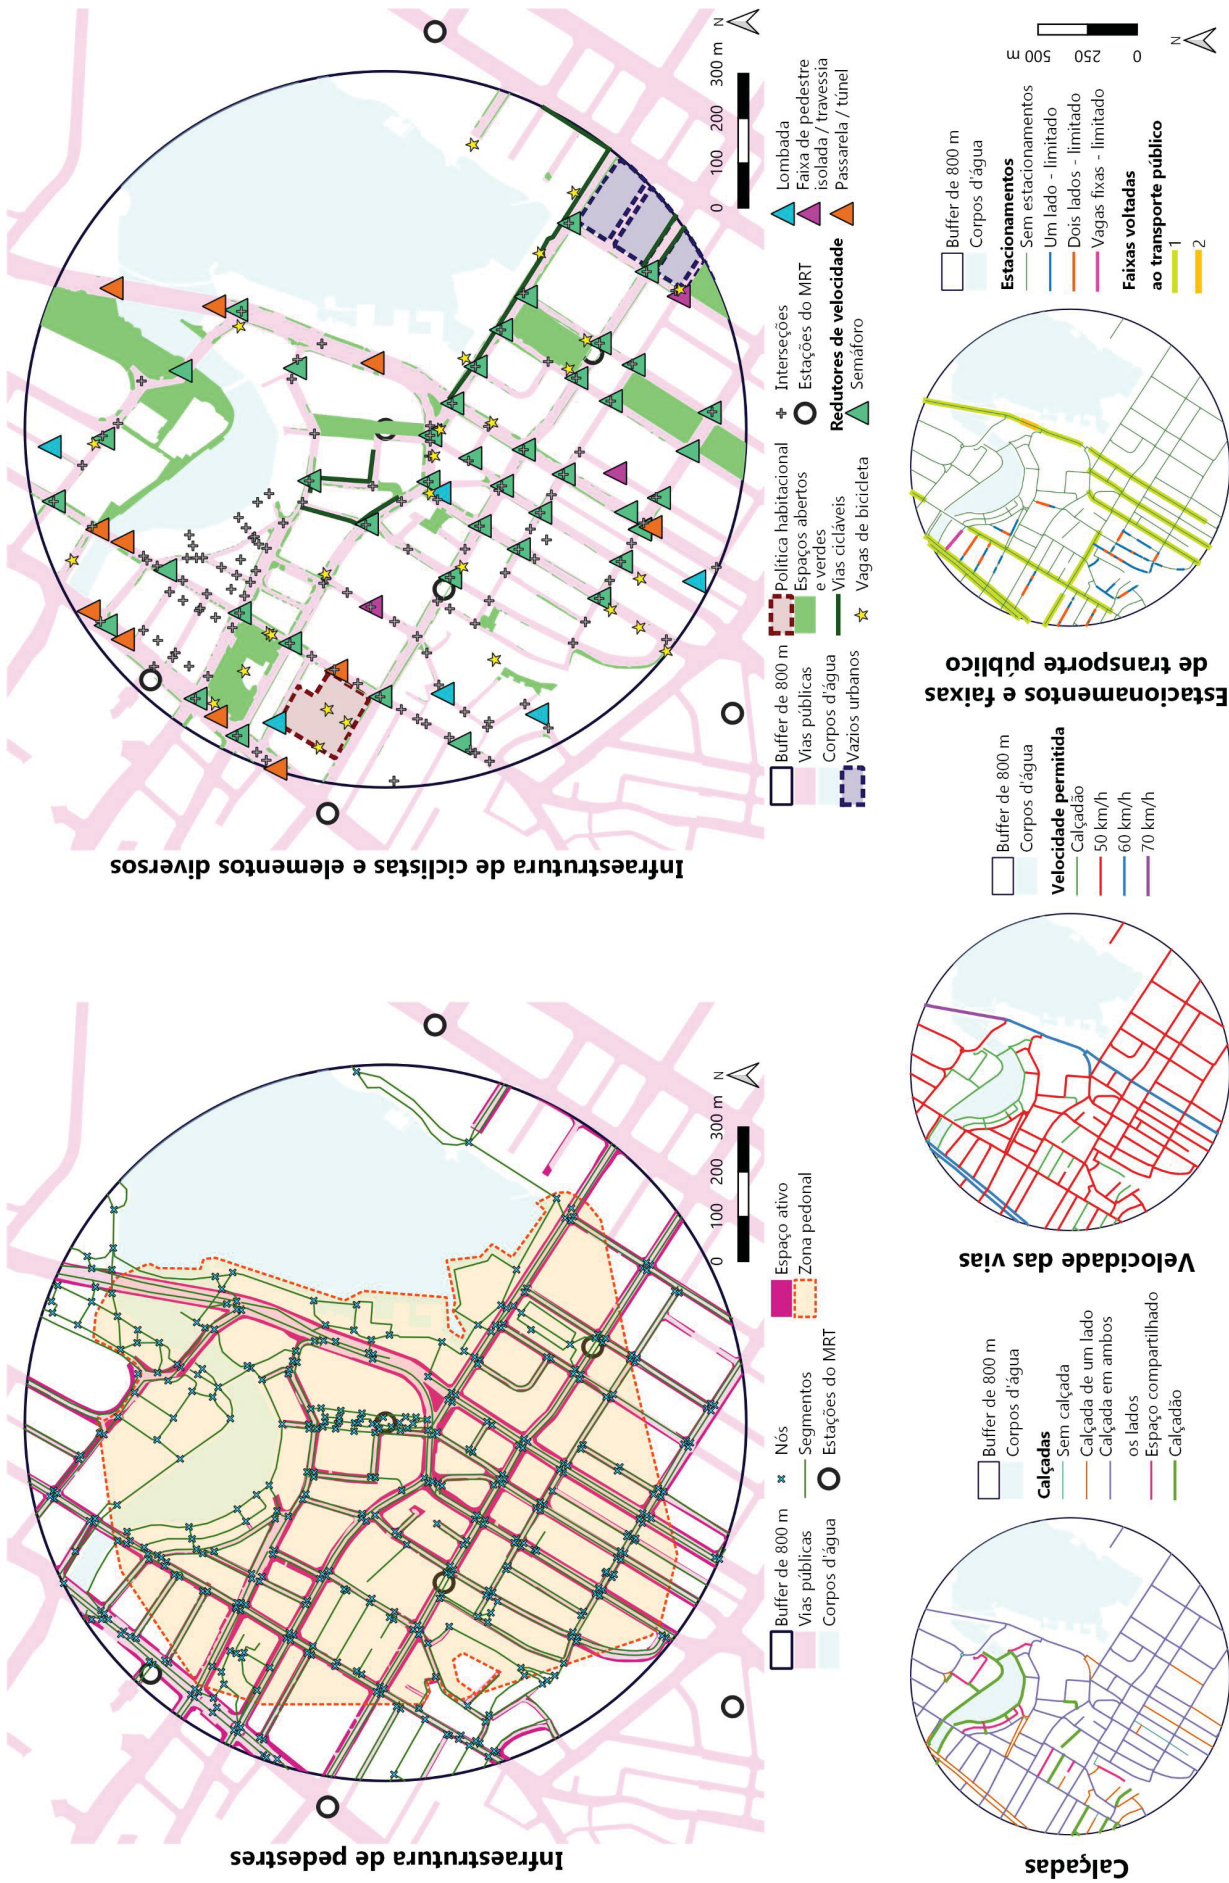 Infraestrutura de pedestres
Buffer de 800 m
Vias públicas
Corpos d'água
Nós
Segmentos
Estações do MRT
Espaço ativo
Zona pedonal
0 100 200 300 m
N
Infraestrutura de ciclistas e elementos diversos
Buffer de 800 m
Vias públicas
Corpos d'água
Vazios urbanos
Política habitacional
Espaços abertos
e verdes
Vias cicláveis
Vagas de bicicleta
Interseções
Estações do MRT
Redutores de velocidade
Semáforo
Lombada
Faixa de pedestre
isolada / travessia
Passarela / túnel
0 100 200 300 m
N
Calçadas
Buffer de 800 m
Corpos d'água
Calçadas
Sem calçada
Calçada de um lado
Calçada em ambos
os lados
Espaço compartilhado
Calçadão
Velocidade das vias
Buffer de 800 m
Corpos d'água
Velocidade permitida
Calçadão
50 km/h
60 km/h
70 km/h
Estacionamentos e faixas
de transporte público
Buffer de 800 m
Corpos d'água
Estacionamentos
Sem estacionamentos
Um lado - limitado
Dois lados - limitado
Vagas fixas - limitado
Faixas voltadas
ao transporte público
1
2
0 250 500 m
N